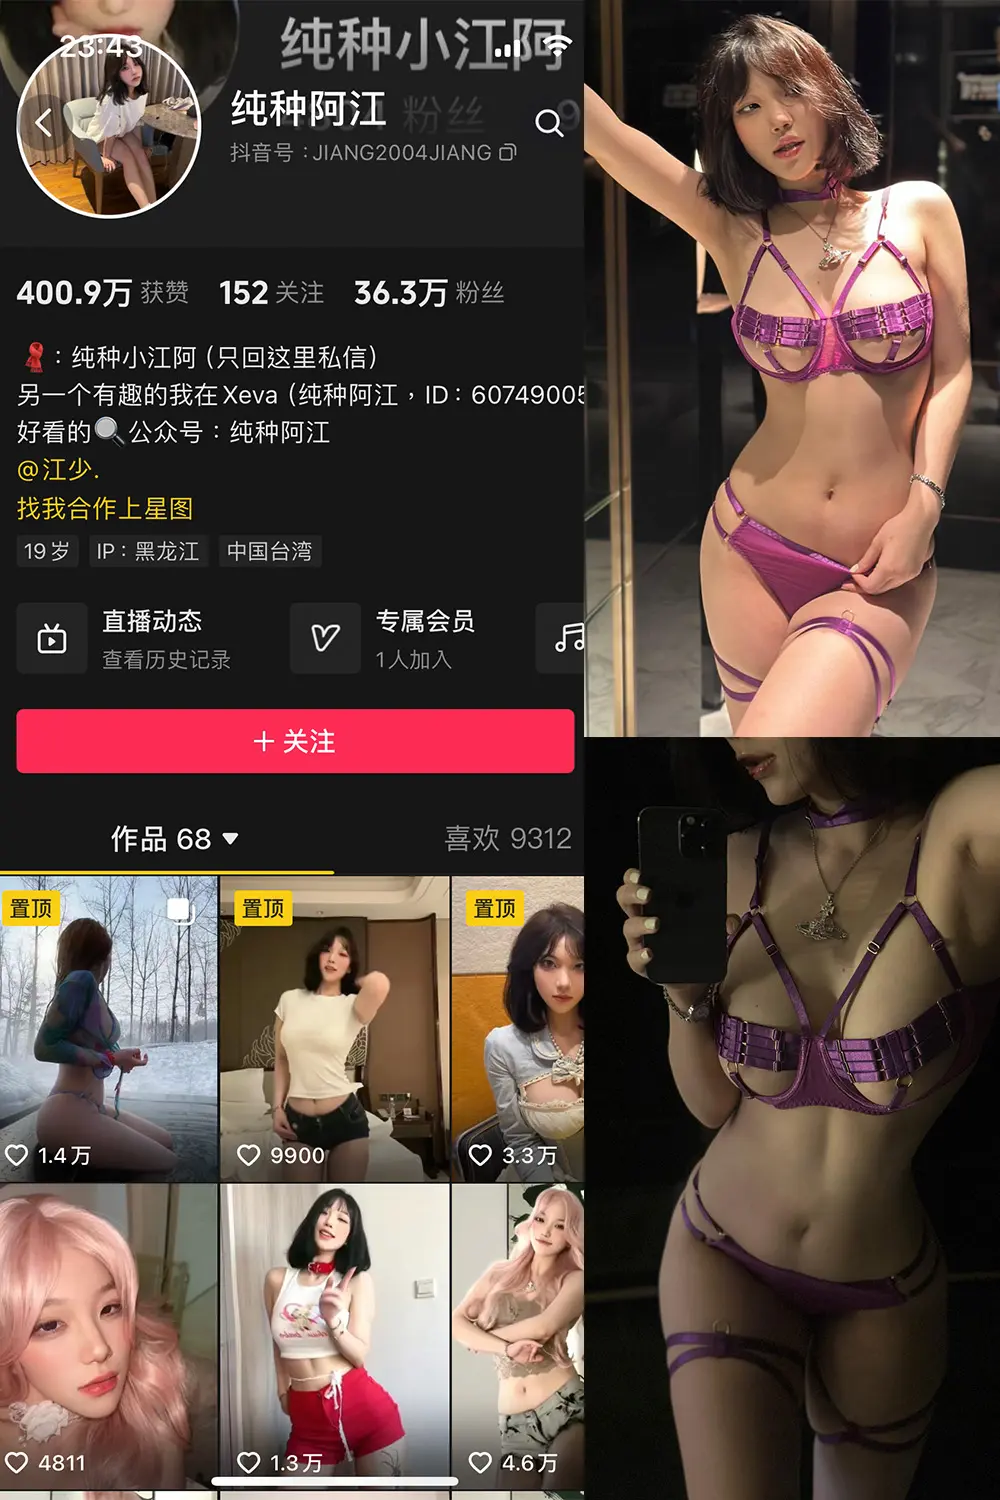 23:43
纯种小江阿
纯种阿江
粉丝
抖音号：JIANG2004JIANG
400.9万 获赞 152 关注 36.3万 粉丝
：纯种小江阿（只回这里私信）
另一个有趣的我在 Xeva（纯种阿江，ID：60749005
好看的🔍公众号：纯种阿江
@江少.
找我合作上星图
19岁 IP：黑龙江 中国台湾
直播动态 专属会员
查看历史记录 1人加入
+ 关注
作品 68 喜欢 9312
置顶 置顶 置顶
1.4万 9900 3.3万
4811 1.3万 4.6万